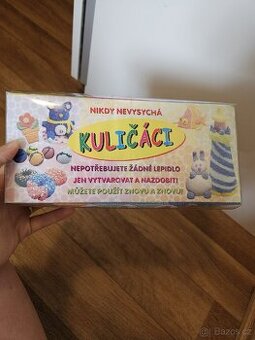 NIKDY NEVYSYCHÁ
KULIČÁCI
NEPOTŘEBUJETE ŽÁDNÉ LEPIDLO
JEN VYTVAROVAT A NAZDOBIT!
MŮŽETE POUŽÍT ZNOVU A ZNOVU!
Bazos.cz